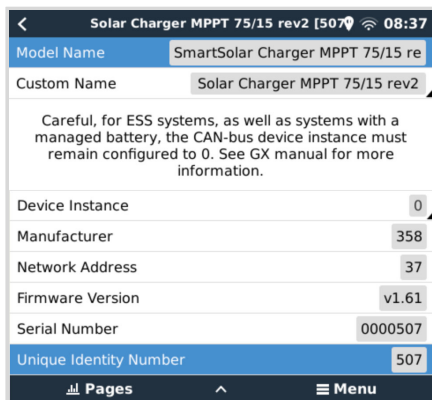 Solar Charger MPPT 75/15 rev2 [507 08:37
Model Name SmartSolar Charger MPPT 75/15 re
Custom Name Solar Charger MPPT 75/15 rev2
Careful, for ESS systems, as well as systems with a
managed battery, the CAN-bus device instance must
remain configured to 0. See GX manual for more
information.
Device Instance 0
Manufacturer 358
Network Address 37
Firmware Version v1.61
Serial Number 0000507
Unique Identity Number 507
Pages Menu